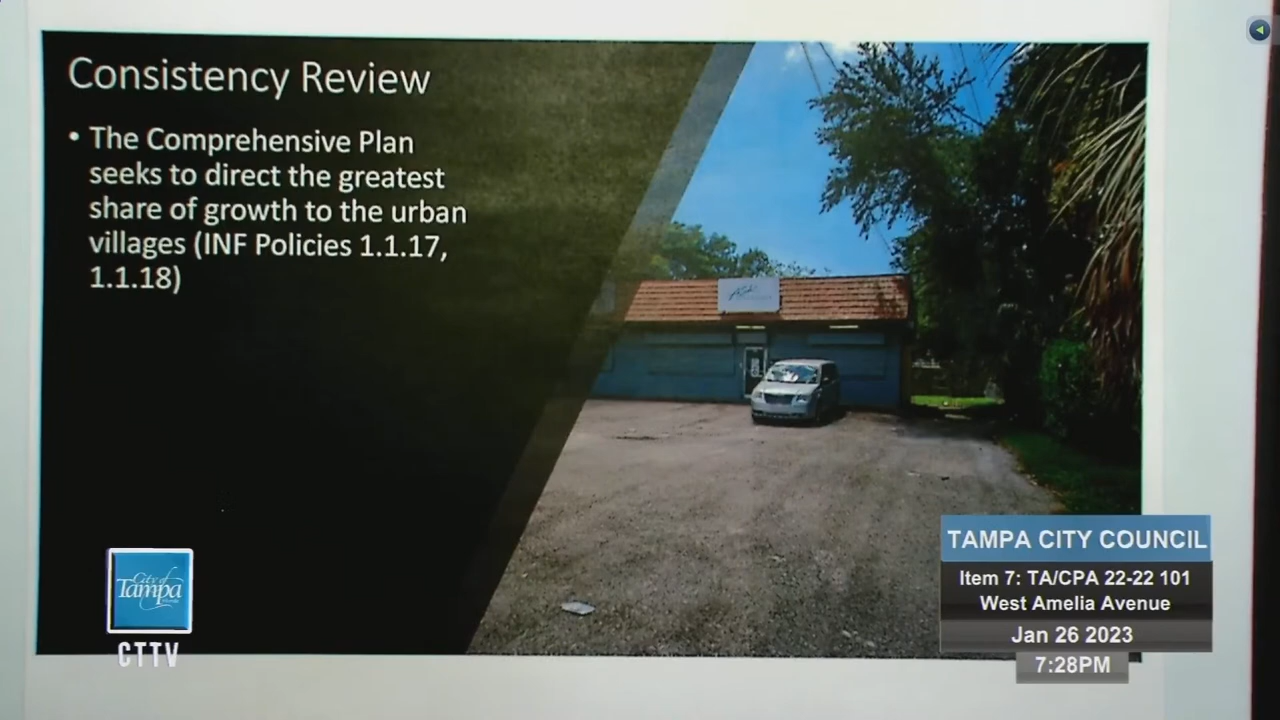 Consistency Review
• The Comprehensive Plan
seeks to direct the greatest
share of growth to the urban
villages (INF Policies 1.1.17,
1.1.18)
City of
Tampa
CTTV
TAMPA CITY COUNCIL
Item 7: TA/CPA 22-22 101
West Amelia Avenue
Jan 26 2023
7:28PM